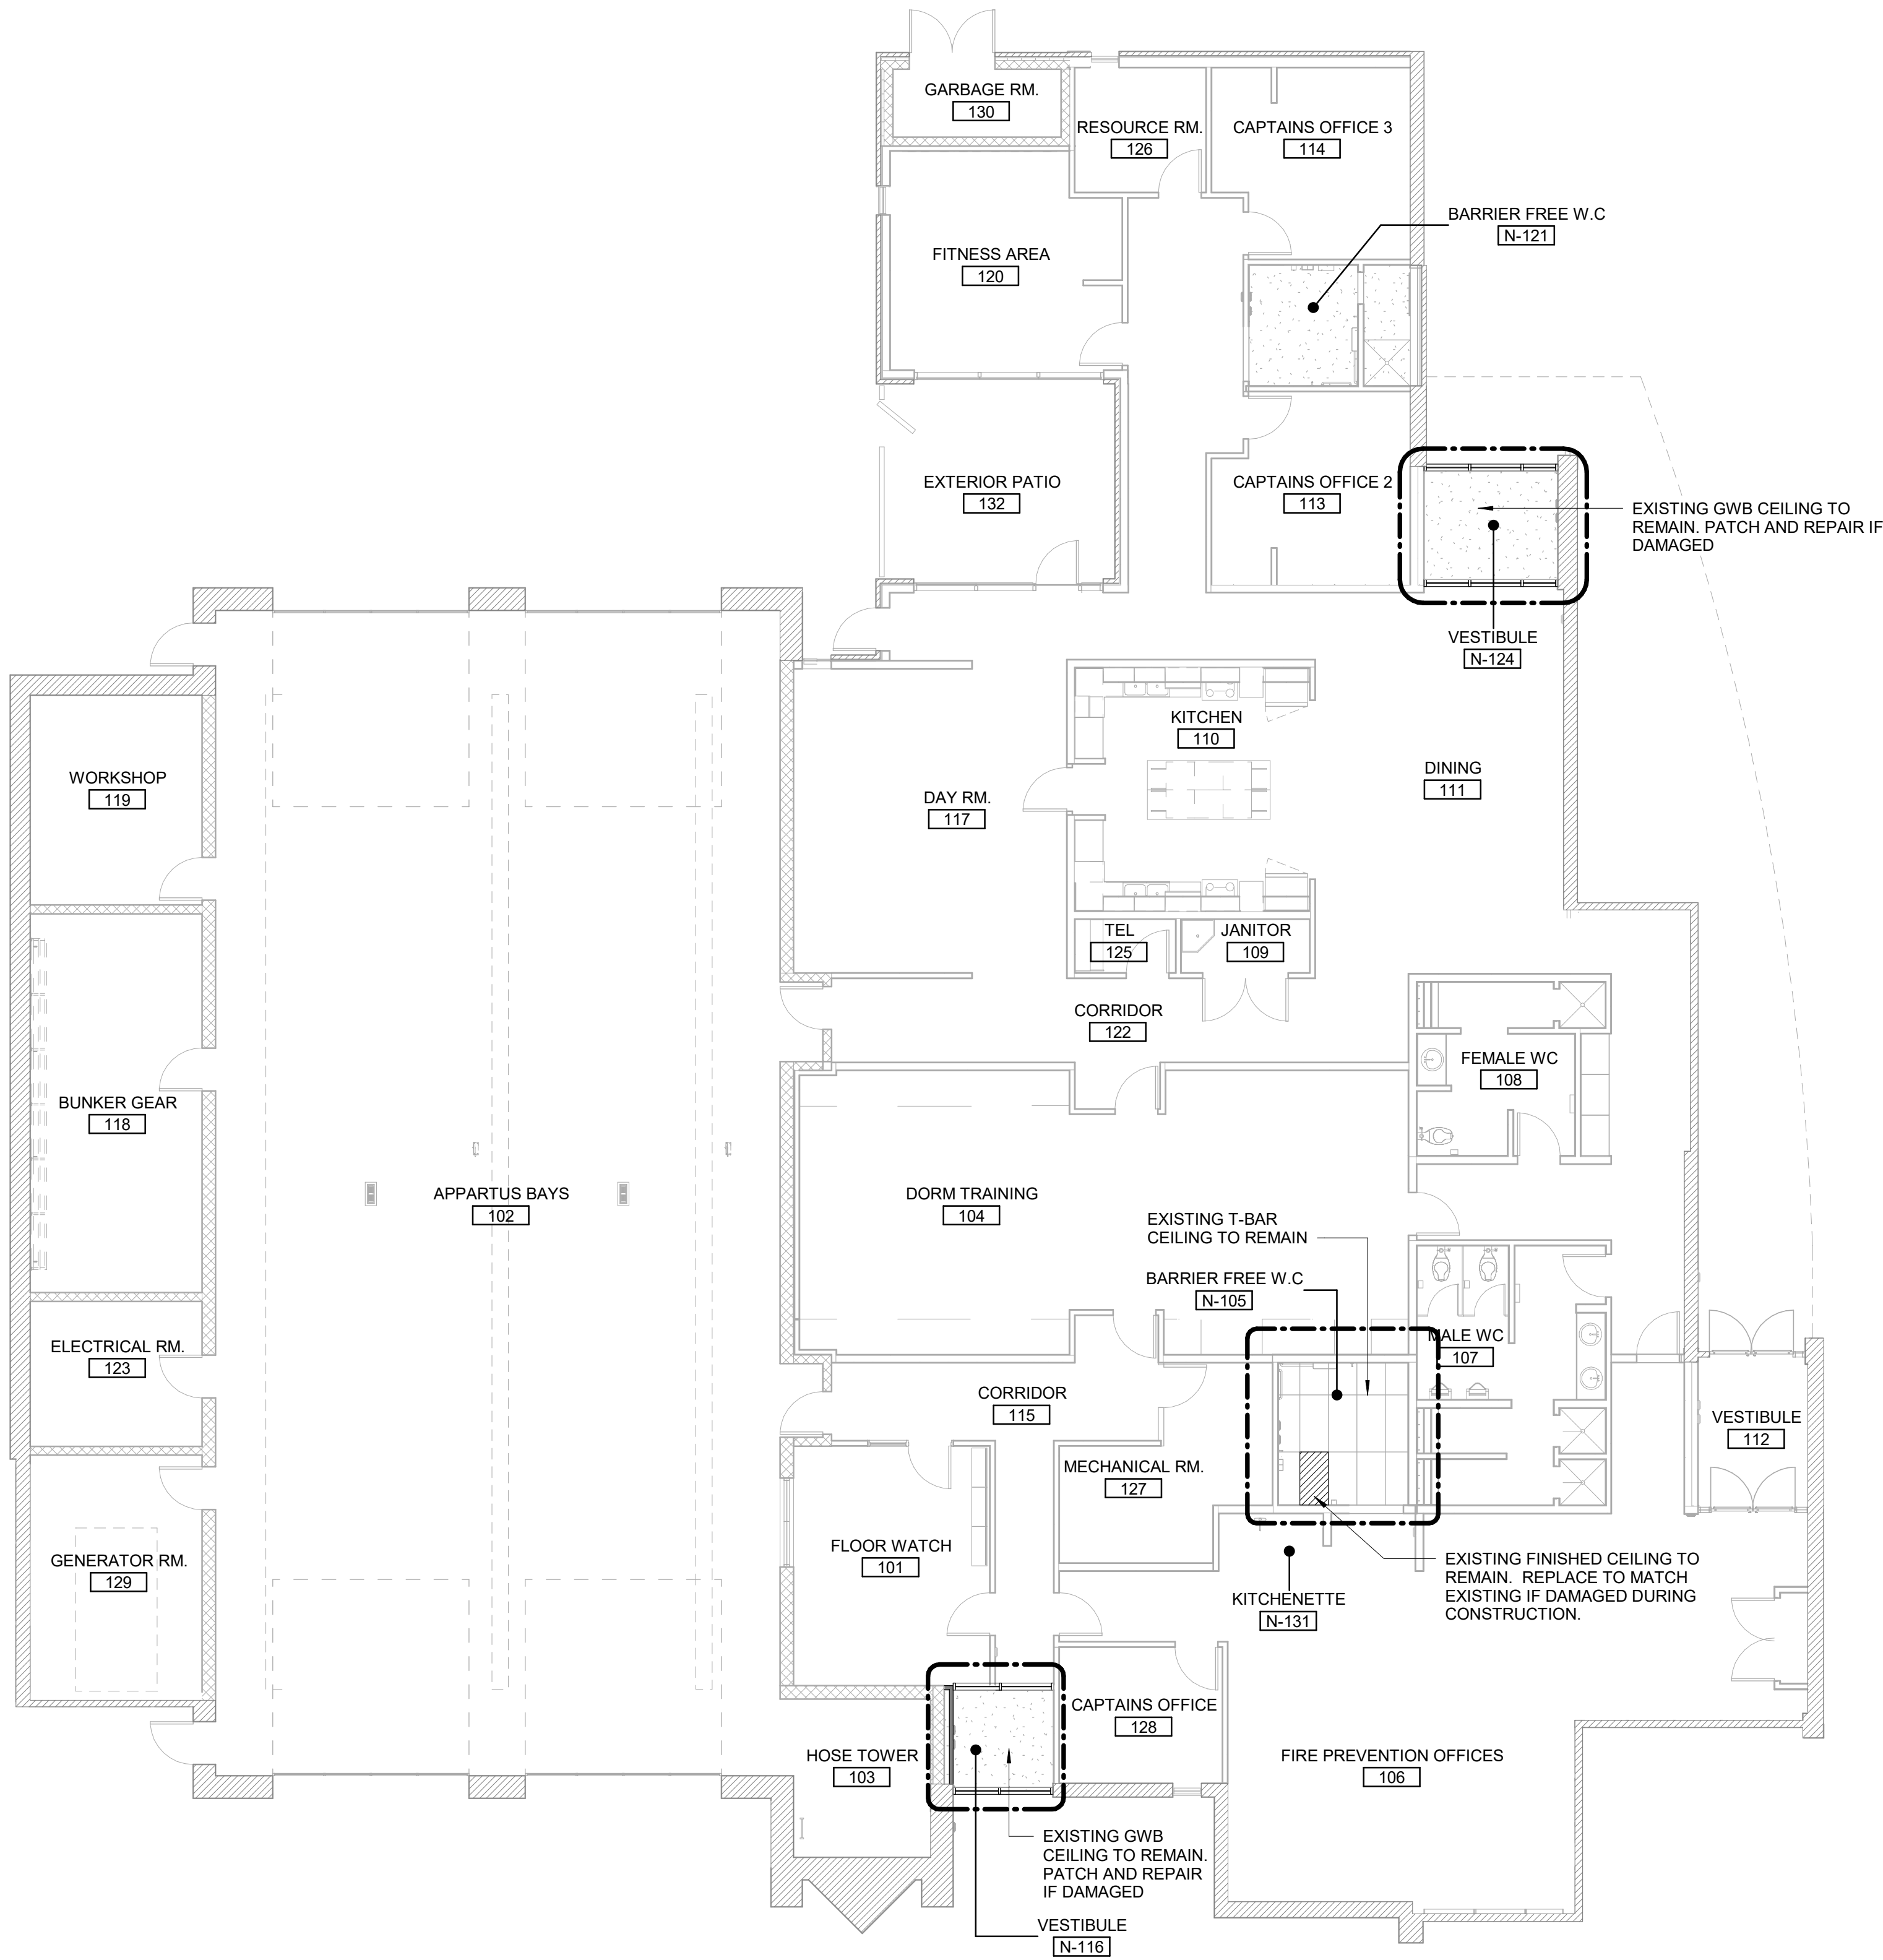 GARBAGE RM.
130
RESOURCE RM.
126
CAPTAINS OFFICE 3
114
BARRIER FREE W.C
N-121
FITNESS AREA
120
EXTERIOR PATIO
132
CAPTAINS OFFICE 2
113
EXISTING GWB CEILING TO
REMAIN. PATCH AND REPAIR IF
DAMAGED
VESTIBULE
N-124
KITCHEN
110
WORKSHOP
119
DAY RM.
117
DINING
111
TEL
125
JANITOR
109
CORRIDOR
122
FEMALE WC
108
BUNKER GEAR
118
APPARTUS BAYS
102
DORM TRAINING
104
EXISTING T-BAR
CEILING TO REMAIN
BARRIER FREE W.C
N-105
MALE WC
107
ELECTRICAL RM.
123
CORRIDOR
115
VESTIBULE
112
MECHANICAL RM.
127
FLOOR WATCH
101
GENERATOR RM.
129
KITCHENETTE
N-131
EXISTING FINISHED CEILING TO
REMAIN.  REPLACE TO MATCH
EXISTING IF DAMAGED DURING
CONSTRUCTION.
CAPTAINS OFFICE
128
HOSE TOWER
103
FIRE PREVENTION OFFICES
106
EXISTING GWB
CEILING TO REMAIN.
PATCH AND REPAIR
IF DAMAGED
VESTIBULE
N-116